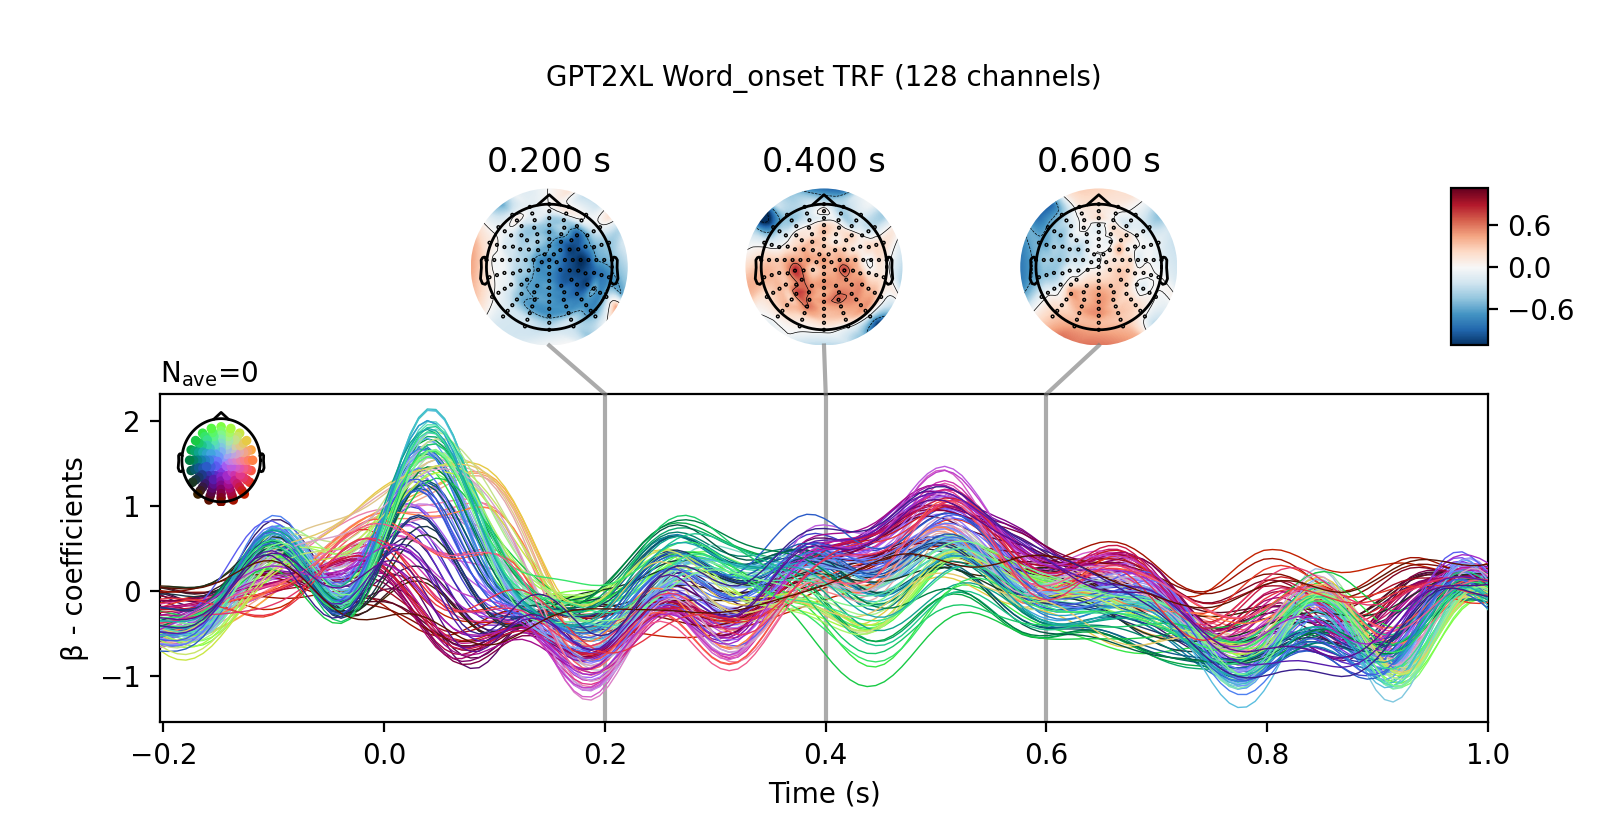 GPT2XL Word_onset TRF (128 channels)
0.200 s 0.400 s 0.600 s
0.6
0.0
−0.6
Nave=0
2
1
0
−1
β - coefficients
−0.2 0.0 0.2 0.4 0.6 0.8 1.0
Time (s)